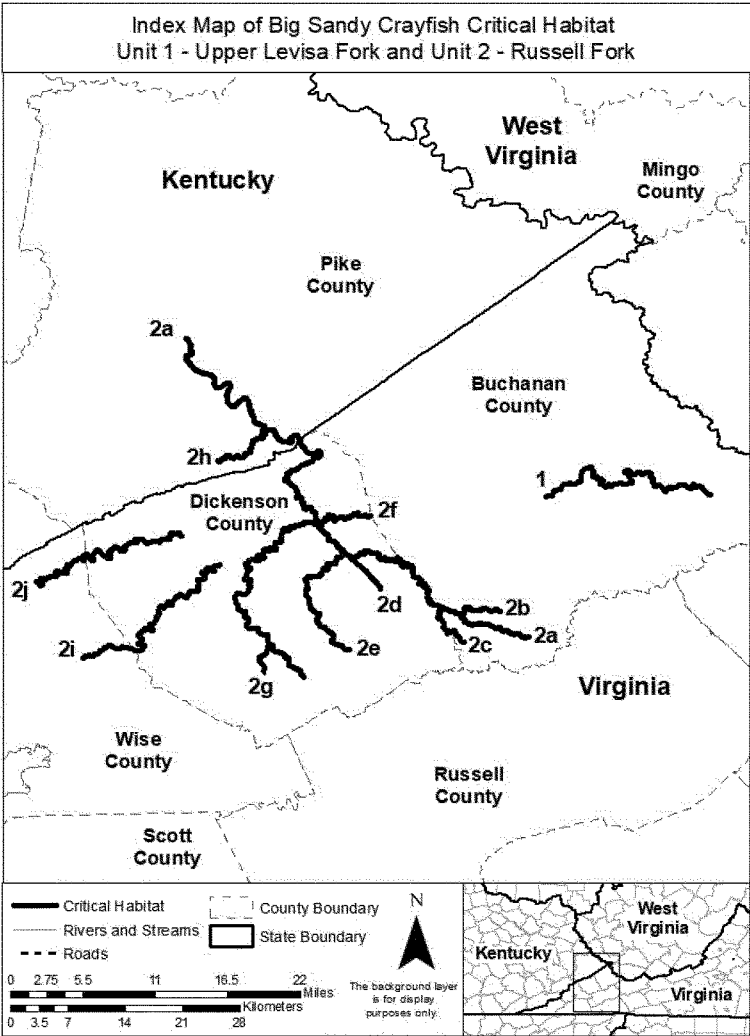 Index Map of Big Sandy Crayfish Critical Habitat
Unit 1 - Upper Levisa Fork and Unit 2 - Russell Fork
West
Virginia
Mingo
County
Kentucky
Pike
County
2a
Buchanan
County
2h
1
Dickenson
County
2f
2j
2d
2b
2a
2i
2e
2c
2g
Virginia
Wise
County
Russell
County
Scott
County
Critical Habitat
Rivers and Streams
Roads
County Boundary
State Boundary
N
The background layer
is for display
purposes only.
0 2.75 5.5 11 16.5 22
Miles
Kilometers
0 3.5 7 14 21 28
West
Virginia
Kentucky
Virginia